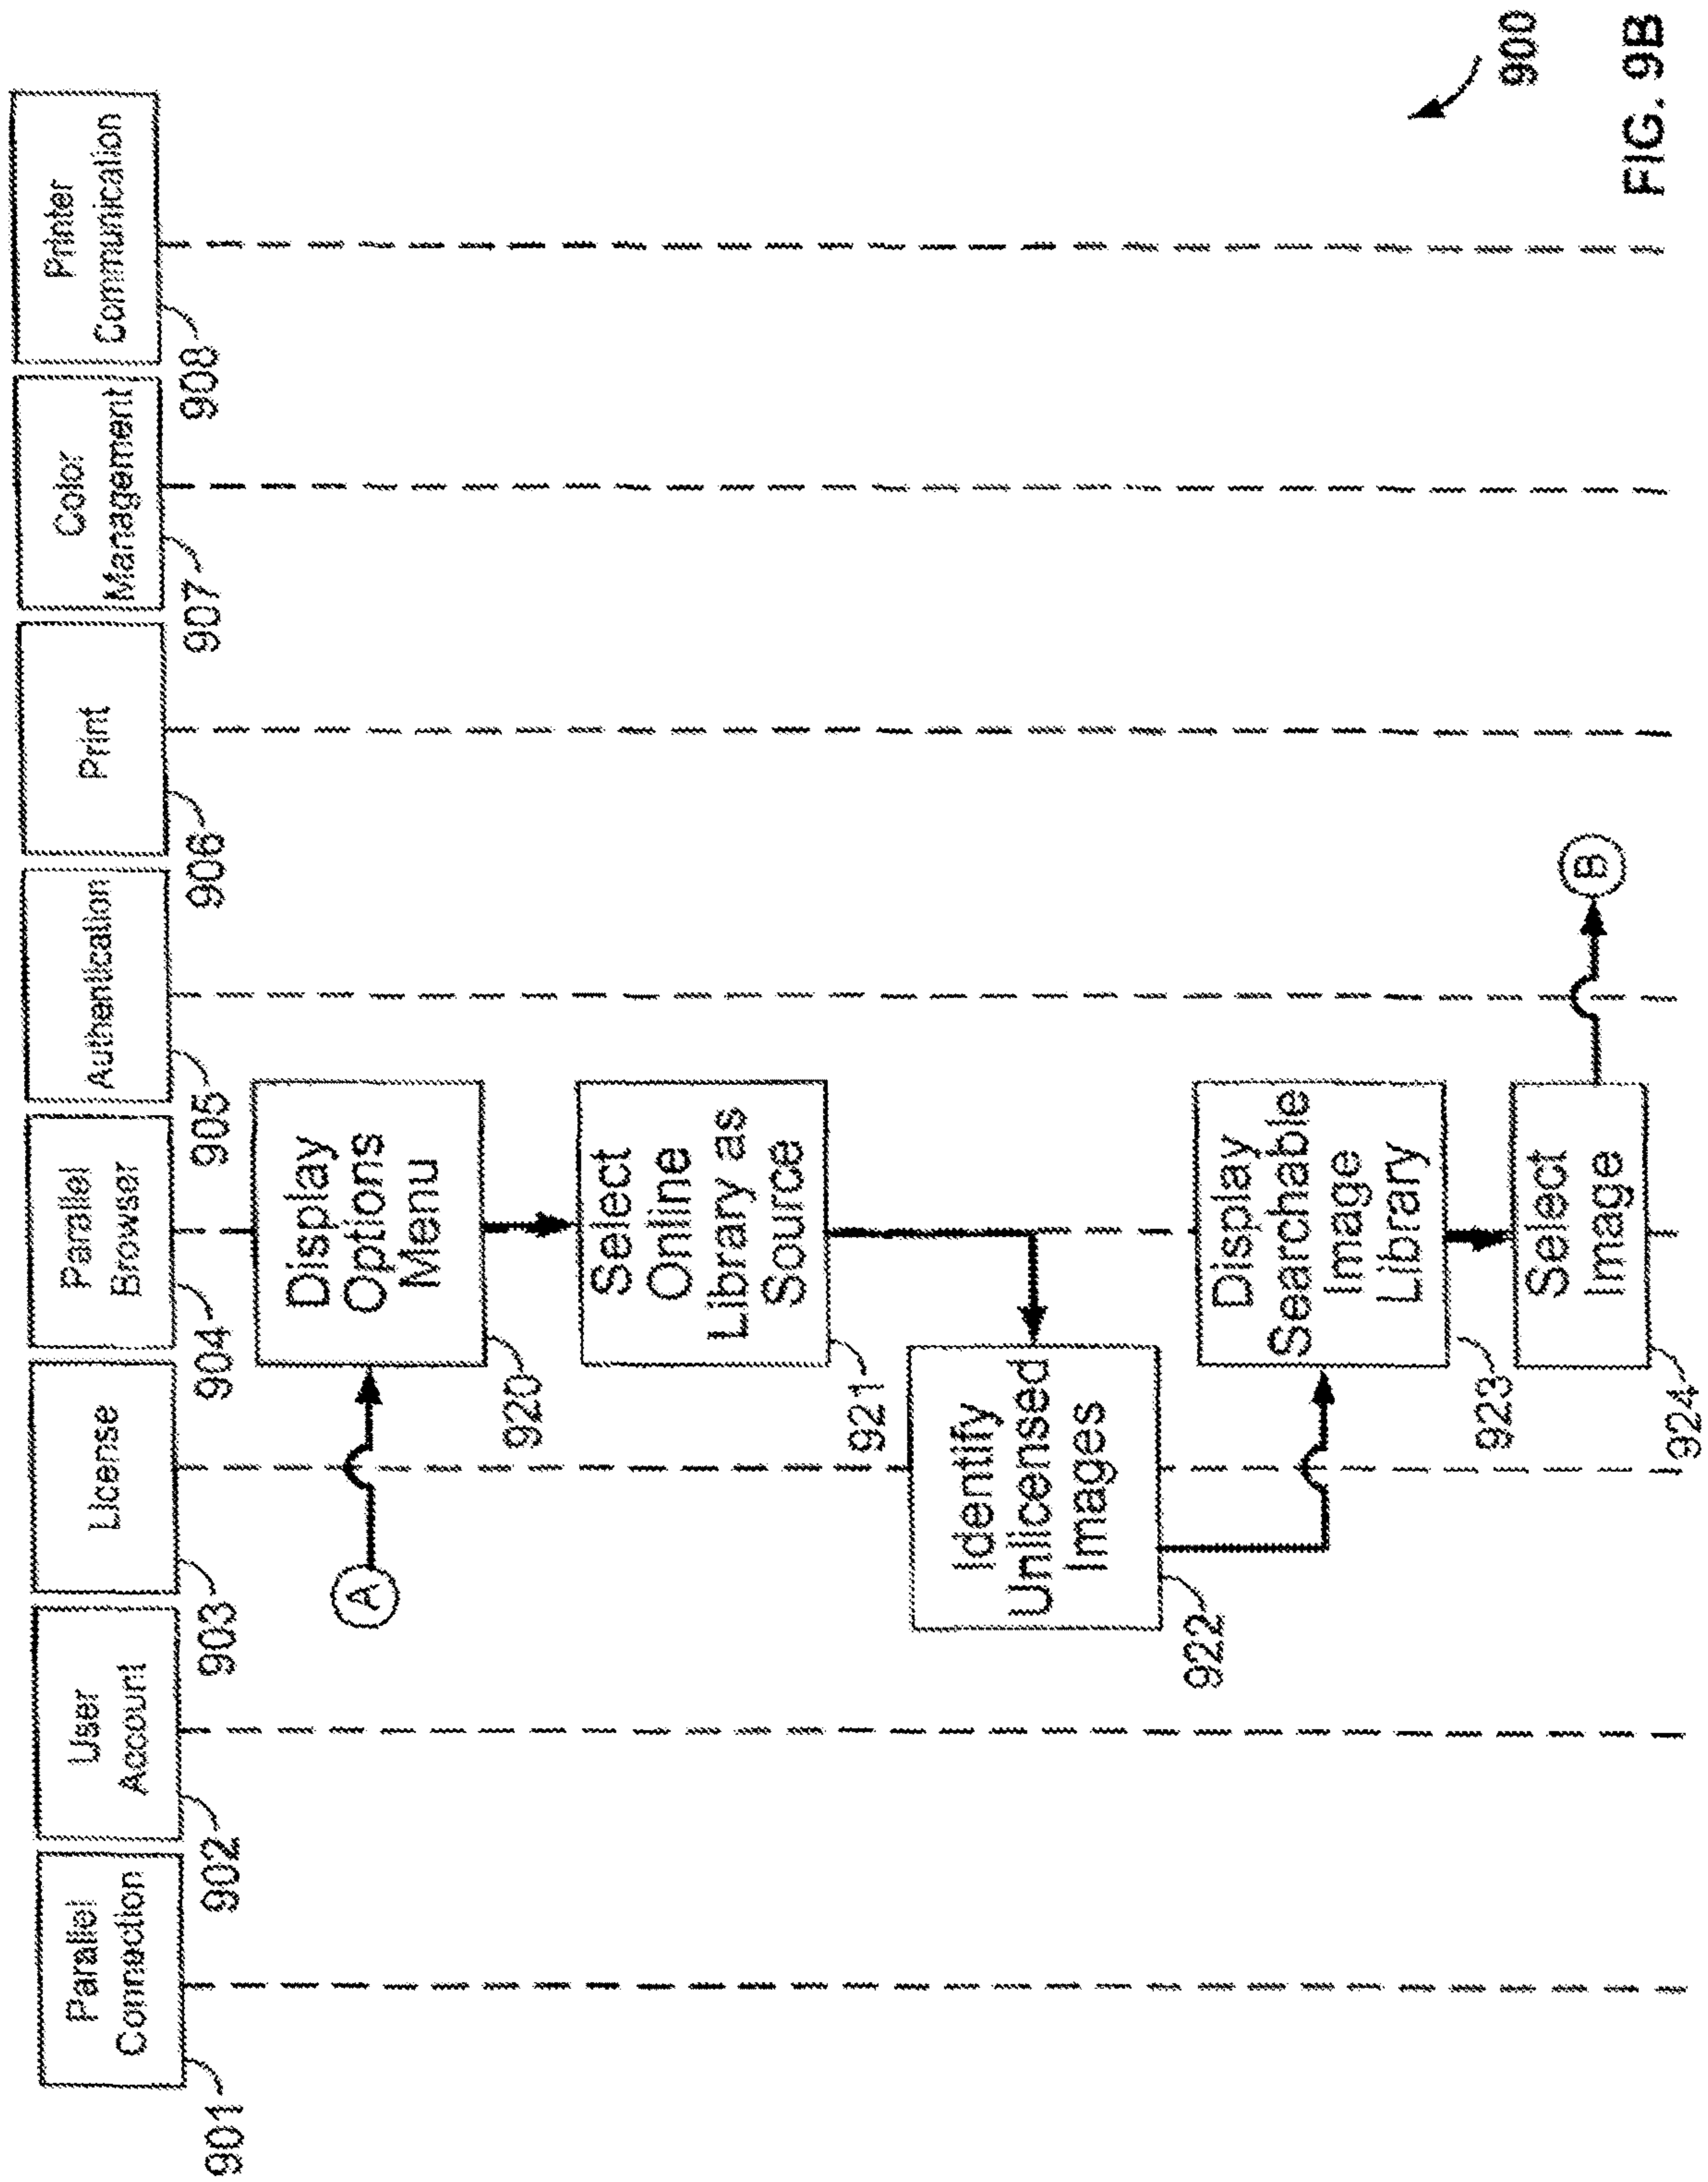 Parallel
Connection
User
Account
License
Parallel
Browser
Authentication
Print
Color
Management
Printer
Communication
901
902
903
904
905
906
907
908
A
Display
Options
Menu
920
Select
Online
Library as
Source
921
Identify
Unlicensed
Images
922
Display
Searchable
Image
Library
923
Select
Image
924
B
900
FIG. 9B